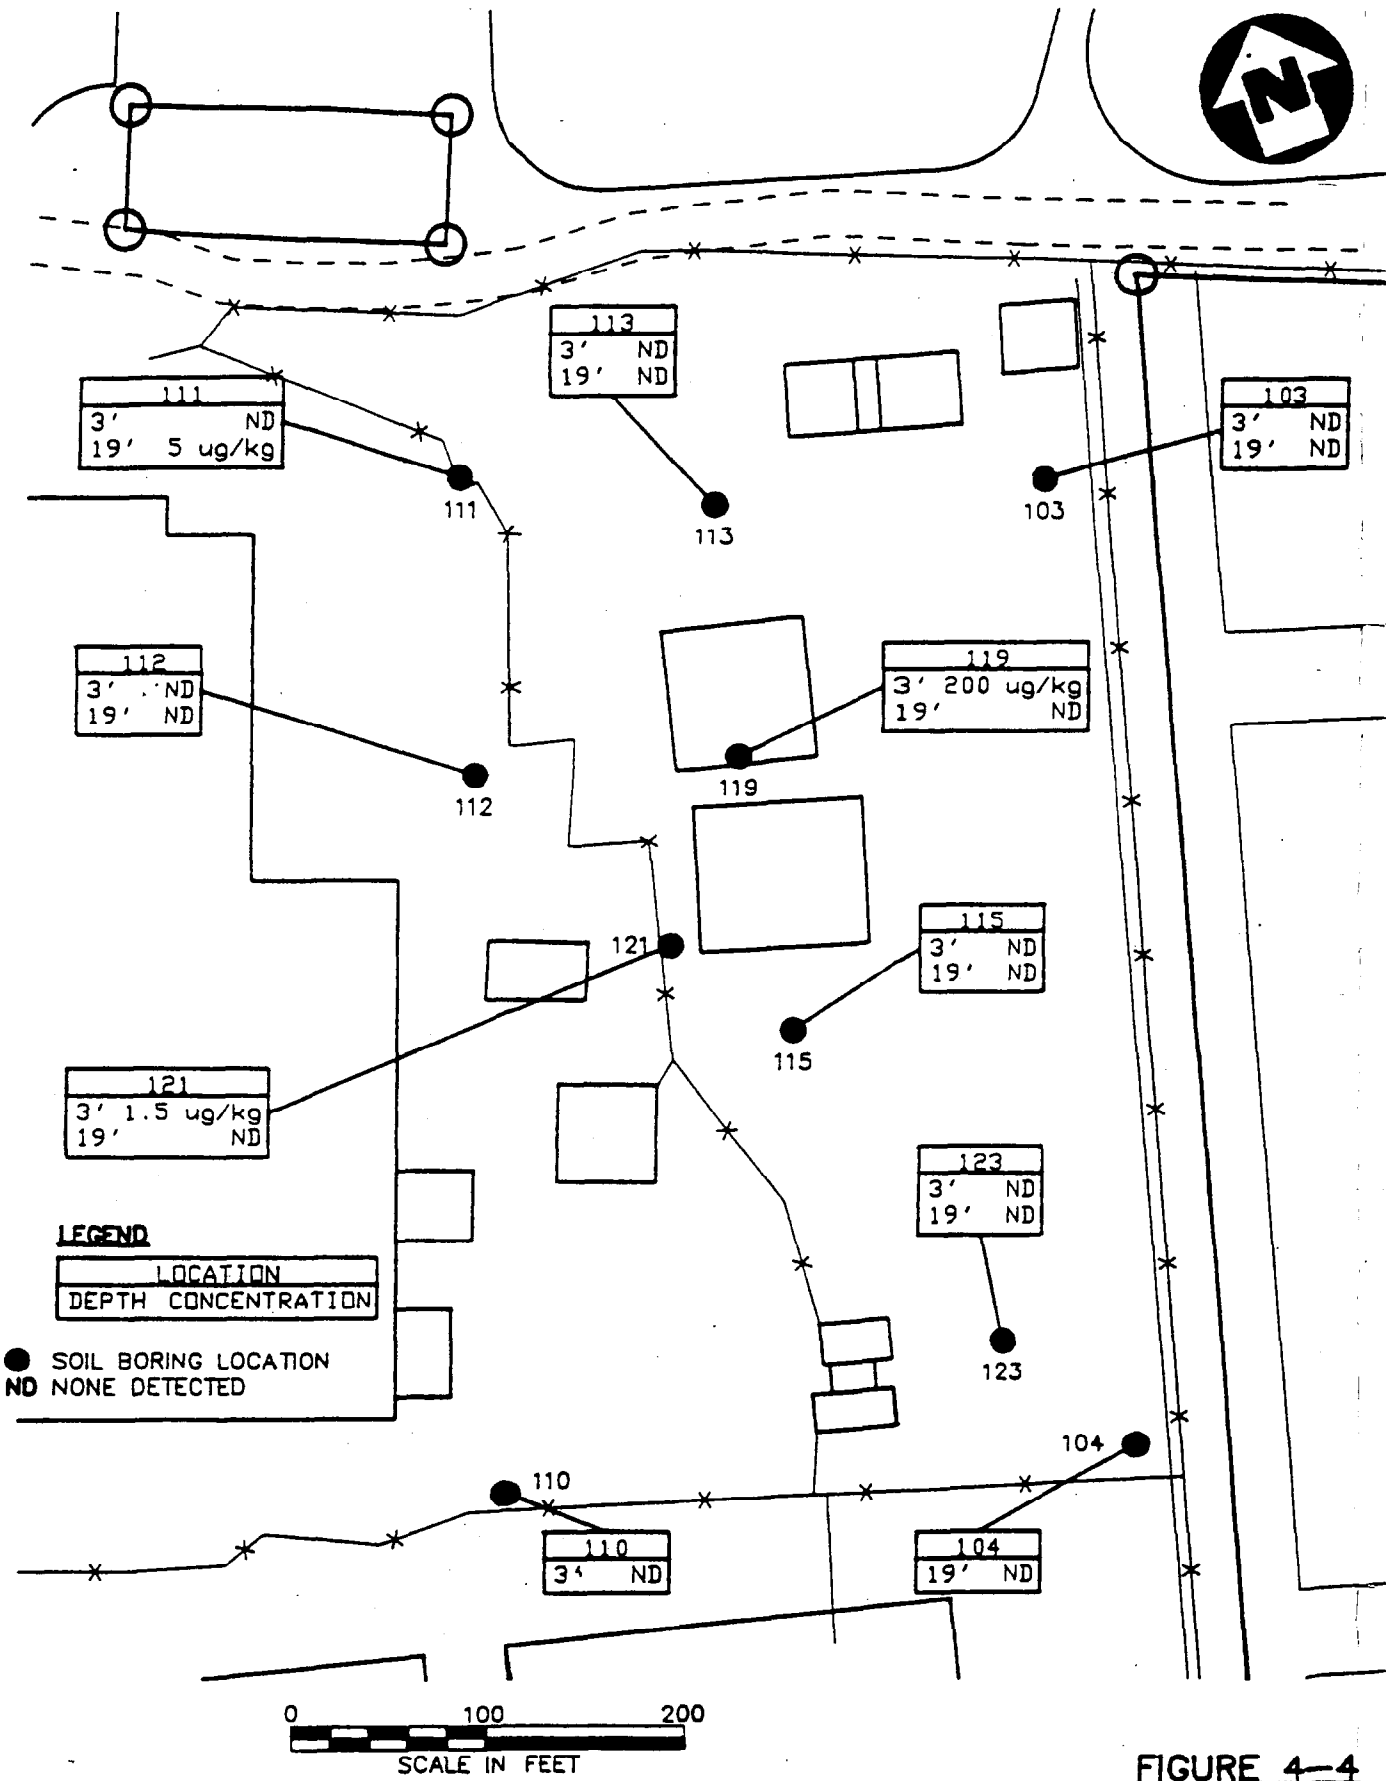 N
113
3' ND
19' ND
111
3' ND
19' 5 ug/kg
103
3' ND
19' ND
111
113
103
112
3' ND
19' ND
119
3' 200 ug/kg
19' ND
112
119
121
115
3' ND
19' ND
115
121
3' 1.5 ug/kg
19' ND
123
3' ND
19' ND
LEGEND
LOCATION
DEPTH CONCENTRATION
SOIL BORING LOCATION
ND NONE DETECTED
123
104
110
110
3' ND
104
19' ND
0 100 200
SCALE IN FEET
FIGURE 4-4